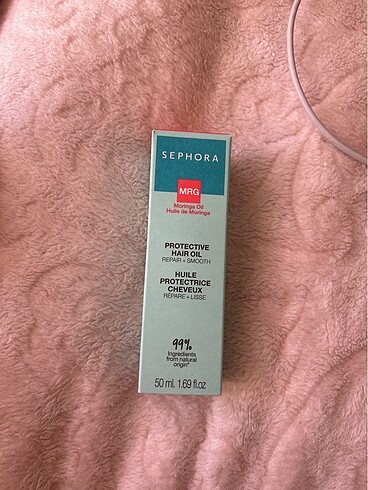 SEPHORA
MRG
Moringa Oil
Huile de Moringa
PROTECTIVE
HAIR OIL
REPAIR + SMOOTH
HUILE
PROTECTRICE
CHEVEUX
RÉPARE + LISSE
99%
Ingredients
from natural
origin*
50 ml. 1.69 fl.oz